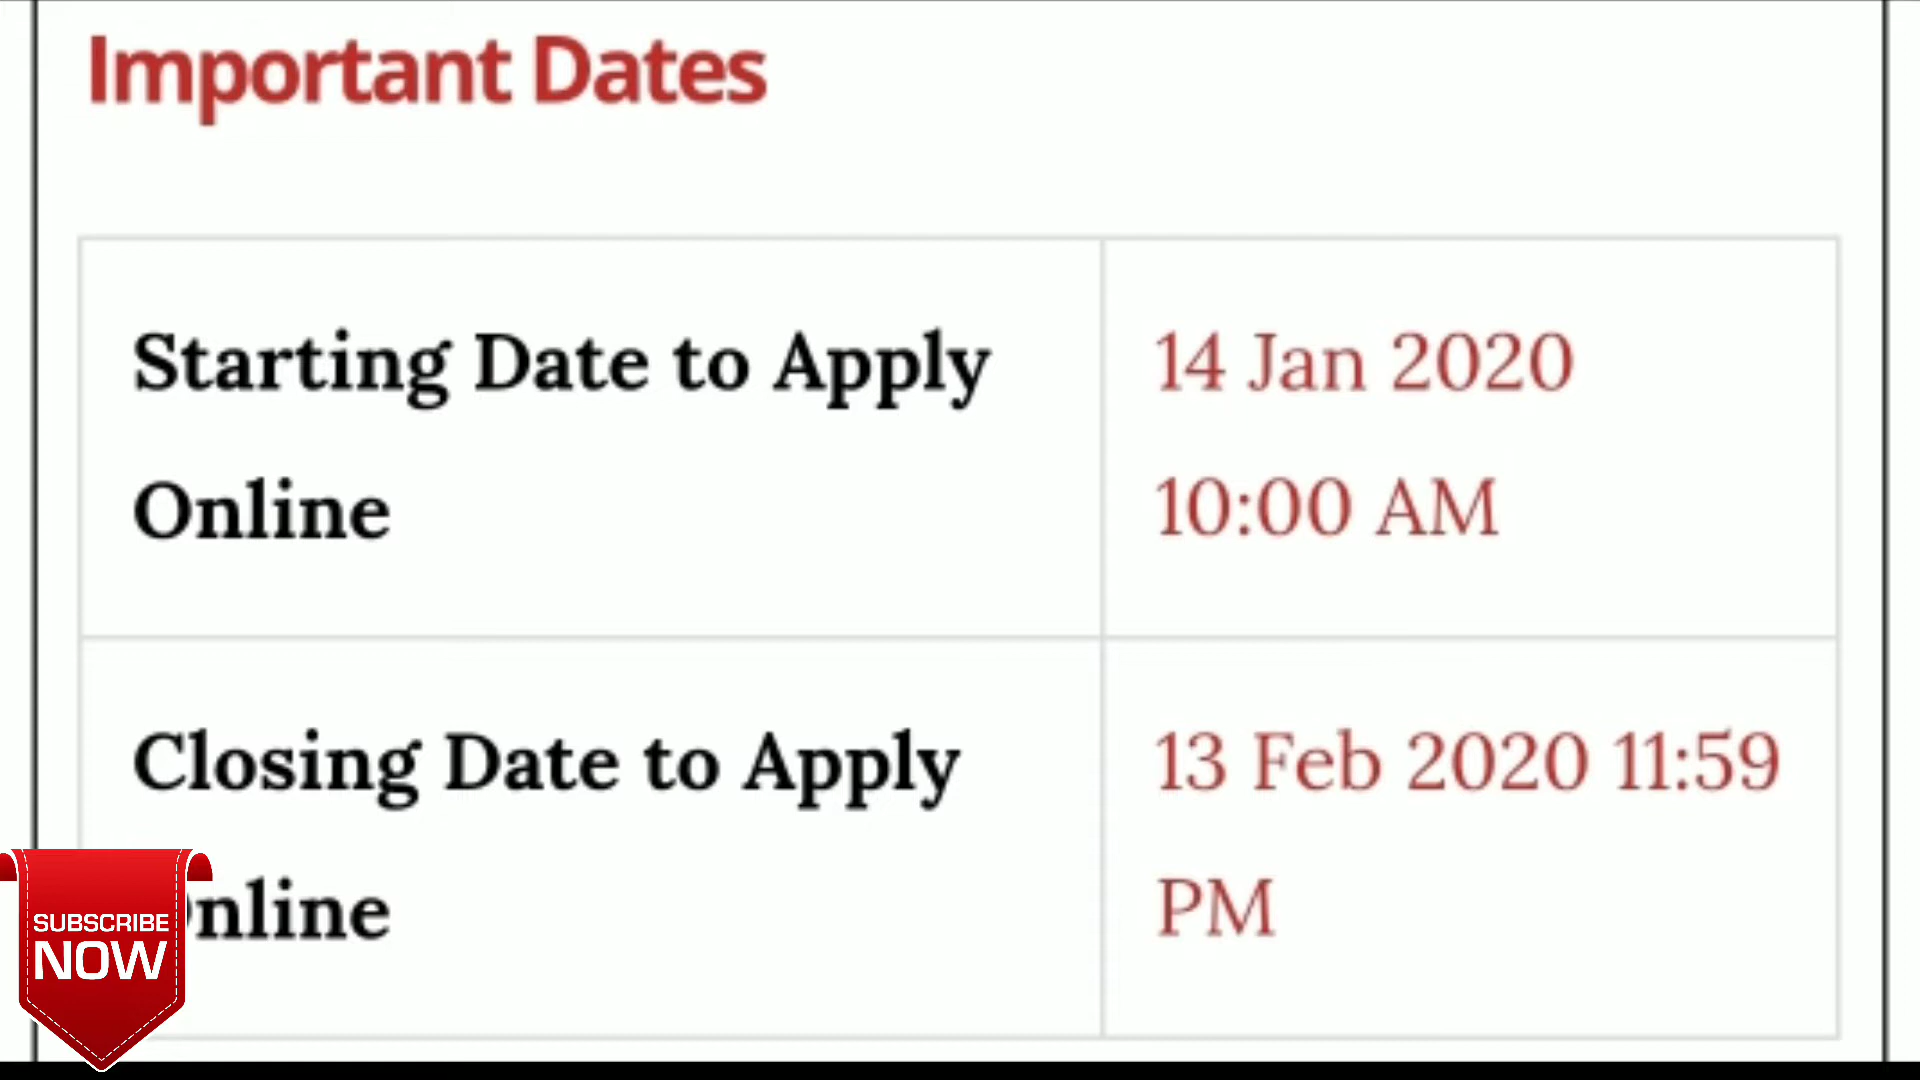 Important Dates
Starting Date to Apply
Online
14 Jan 2020
10:00 AM
Closing Date to Apply
nline
13 Feb 2020 11:59
PM
SUBSCRIBE
NOW